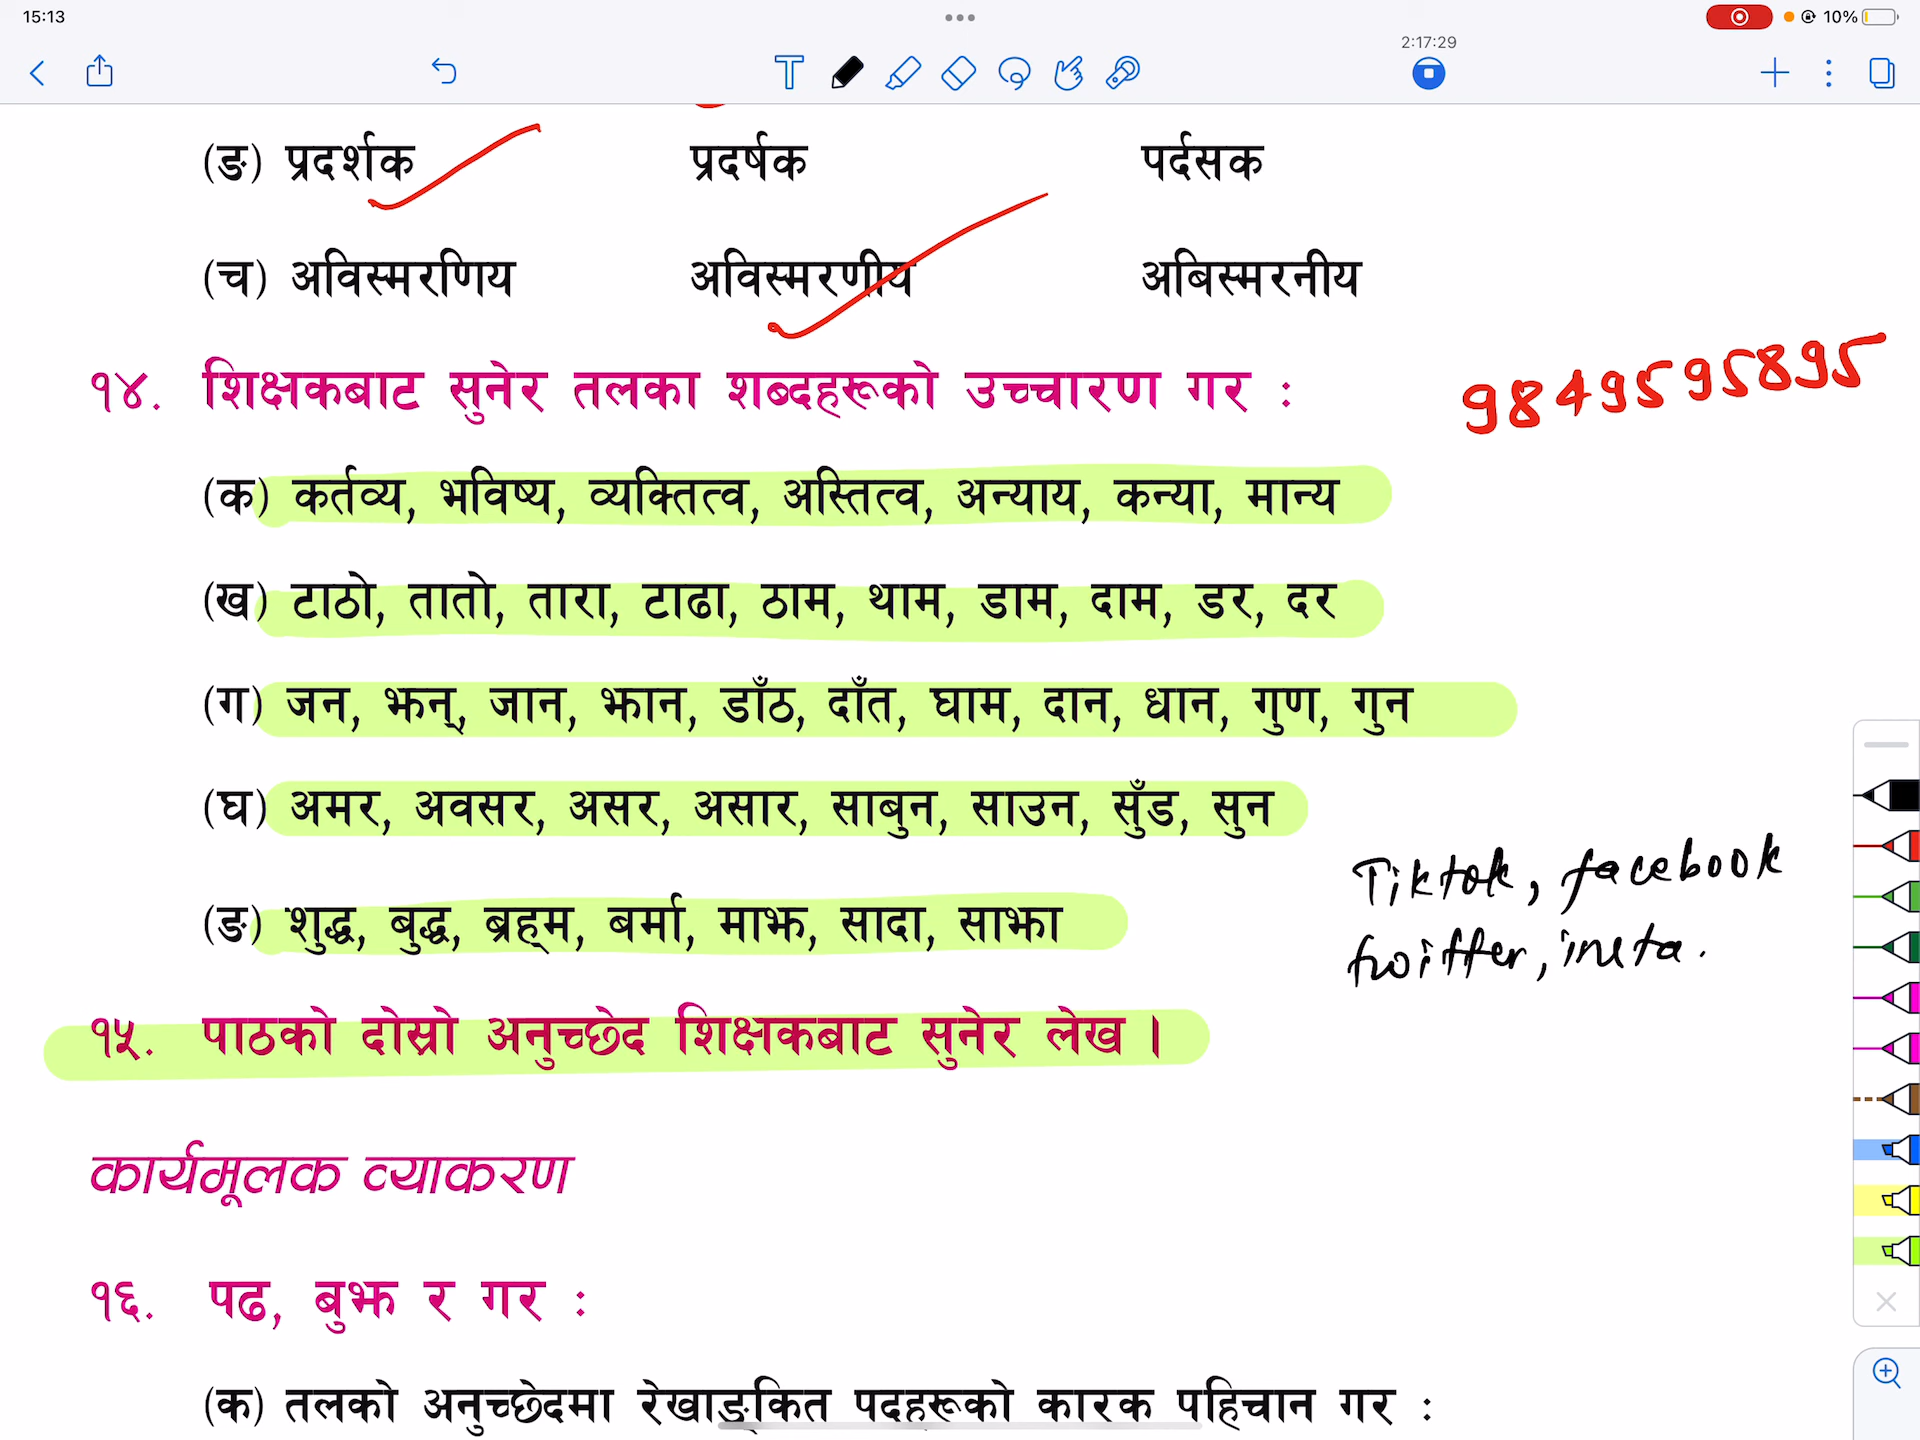 15:13
10%
2:17:29
(ङ) प्रदर्शक प्रदर्षक पर्दसक
(च) अविस्मरणिय अविस्मरणीय अबिस्मरनीय
१४. शिक्षकबाट सुनेर तलका शब्दहरूको उच्चारण गर :
9849595895
(क) कर्तव्य, भविष्य, व्यक्तित्व, अस्तित्व, अन्याय, कन्या, मान्य
(ख) टाठो, तातो, तारा, टाढा, ठाम, थाम, डाम, दाम, डर, दर
(ग) जन, झन्, जान, झान, डाँठ, दाँत, घाम, दान, धान, गुण, गुन
(घ) अमर, अवसर, असर, असार, साबुन, साउन, सुँड, सुन
Tiktok, facebook
(ङ) शुद्ध, बुद्ध, ब्रह्म, बर्मा, माझ, सादा, साझा
twitter, insta.
१५. पाठको दोस्रो अनुच्छेद शिक्षकबाट सुनेर लेख ।
कार्यमूलक व्याकरण
१६. पढ, बुझ र गर :
(क) तलको अनुच्छेदमा रेखाङ्कित पदहरूको कारक पहिचान गर :